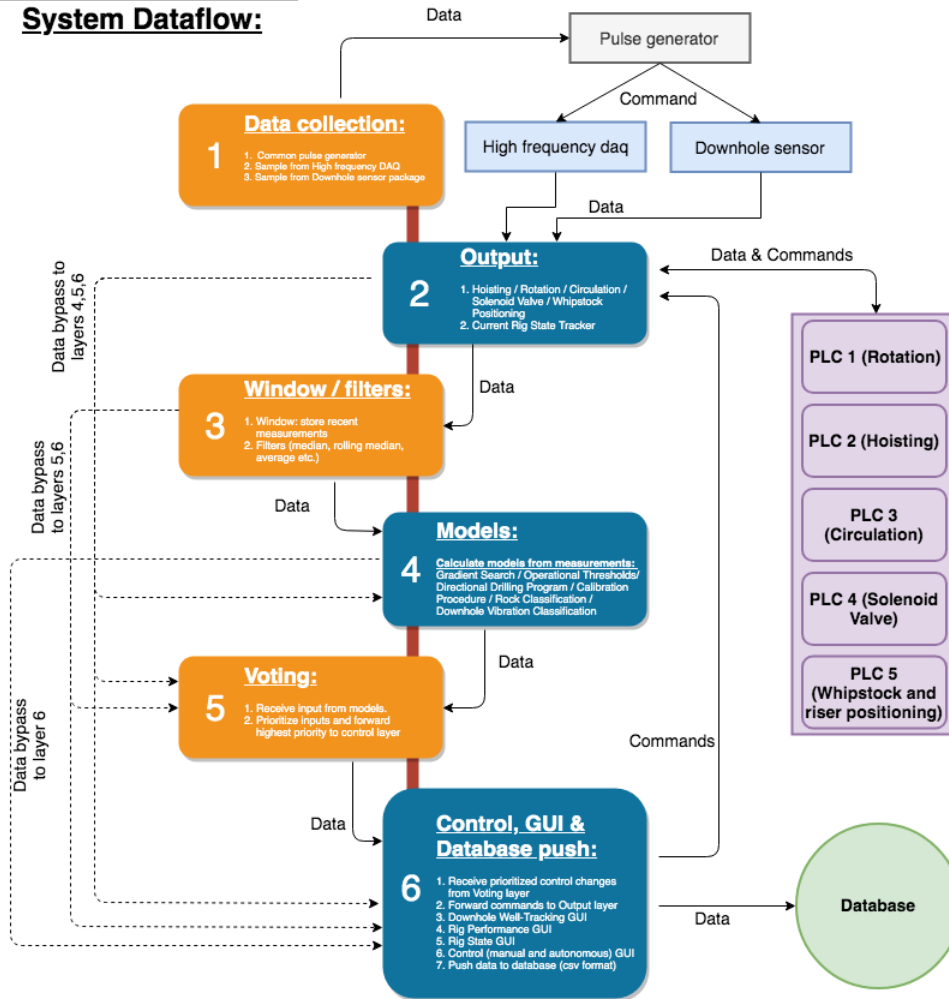 System Dataflow:
Data
Pulse generator
Command
High frequency daq
Downhole sensor
Data
1
Data collection:
1. Common pulse generator
2. Sample from High frequency DAQ
3. Sample from Downhole sensor package
2
Output:
1. Hoisting / Rotation / Circulation /
Solenoid Valve / Whipstock
Positioning
2. Current Rig State Tracker
Data & Commands
Data bypass to
layers 4,5,6
Data
3
Window / filters:
1. Window: store recent
measurements
2. Filters (median, rolling median,
average etc.)
Data bypass
to layers 5,6
Data
4
Models:
Calculate models from measurements:
Gradient Search / Operational Thresholds/
Directional Drilling Program / Calibration
Procedure / Rock Classification /
Downhole Vibration Classification
Data
5
Voting:
1. Receive input from models.
2. Prioritize inputs and forward
highest priority to control layer
Data bypass
to layer 6
Data
Commands
6
Control, GUI &
Database push:
1. Receive prioritized control changes
from Voting layer
2. Forward commands to Output layer
3. Downhole Well-Tracking GUI
4. Rig Performance GUI
5. Rig State GUI
6. Control (manual and autonomous) GUI
7. Push data to database (csv format)
Data
Database
PLC 1 (Rotation)
PLC 2 (Hoisting)
PLC 3
(Circulation)
PLC 4 (Solenoid
Valve)
PLC 5
(Whipstock and
riser positioning)